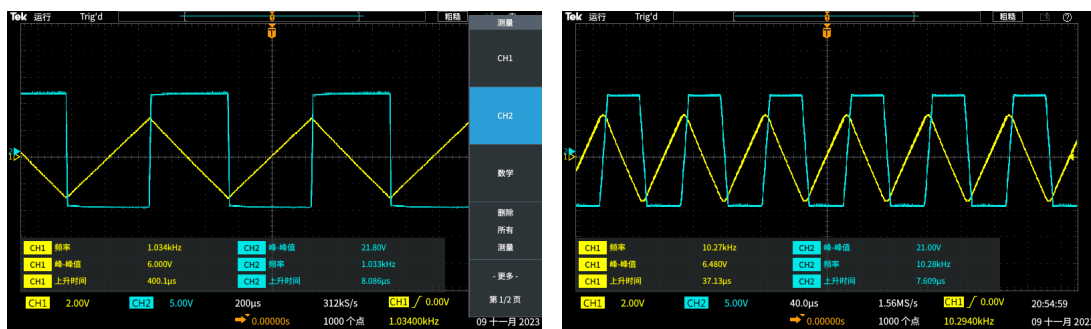 Tek 运行 Trig'd 粗糙
测量
CH1
CH2
数学
删除
所有
测量
- 更多 -
第 1/2 页
T
2
1
CH1 频率 1.034kHz CH2 峰-峰值 21.80V
CH1 峰-峰值 6.000V CH2 频率 1.033kHz
CH1 上升时间 400.1μs CH2 上升时间 8.086μs
CH1 2.00V CH2 5.00V 200μs 312kS/s CH1 0.00V
0.00000s 1000 个点 1.03400kHz 09 十一月 2023
Tek 运行 Trig'd 粗糙
T
2
1
CH1 频率 10.27kHz CH2 峰-峰值 21.00V
CH1 峰-峰值 6.480V CH2 频率 10.28kHz
CH1 上升时间 37.13μs CH2 上升时间 7.609μs
CH1 2.00V CH2 5.00V 40.0μs 1.56MS/s CH1 0.00V 20:54:59
0.00000s 1000 个点 10.2940kHz 09 十一月 202